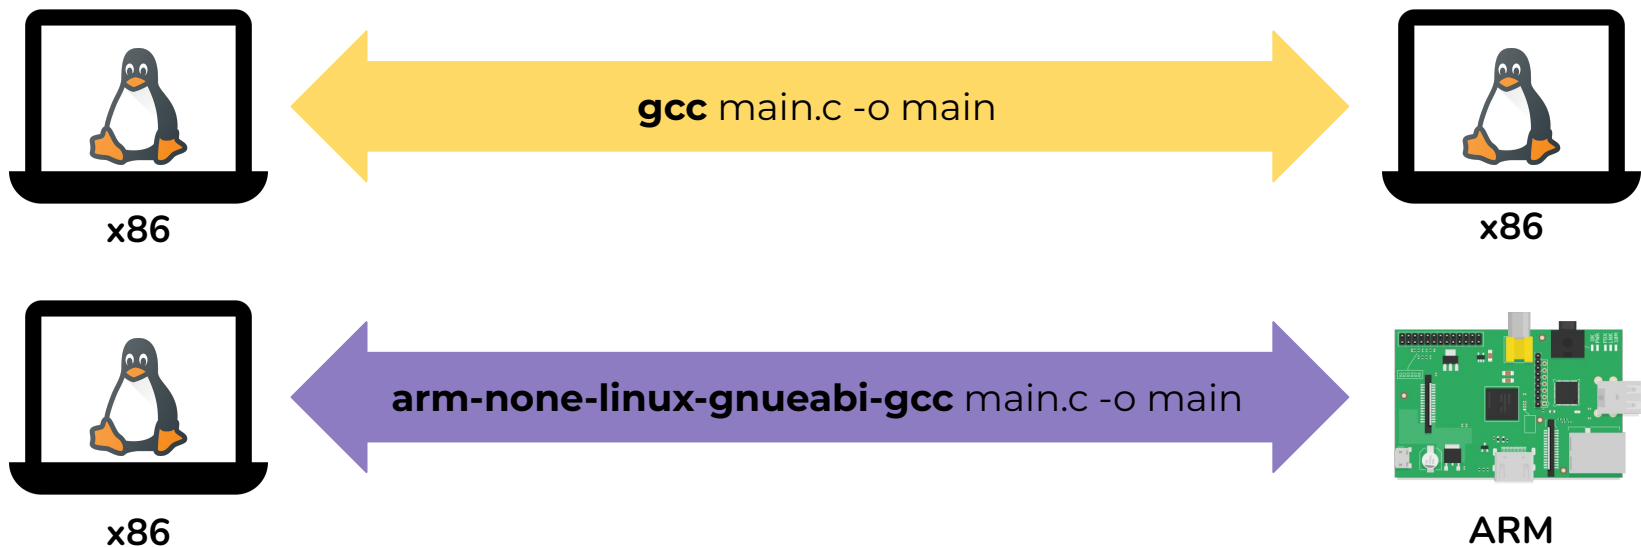 gcc main.c -o main
x86
x86
arm-none-linux-gnueabi-gcc main.c -o main
x86
ARM